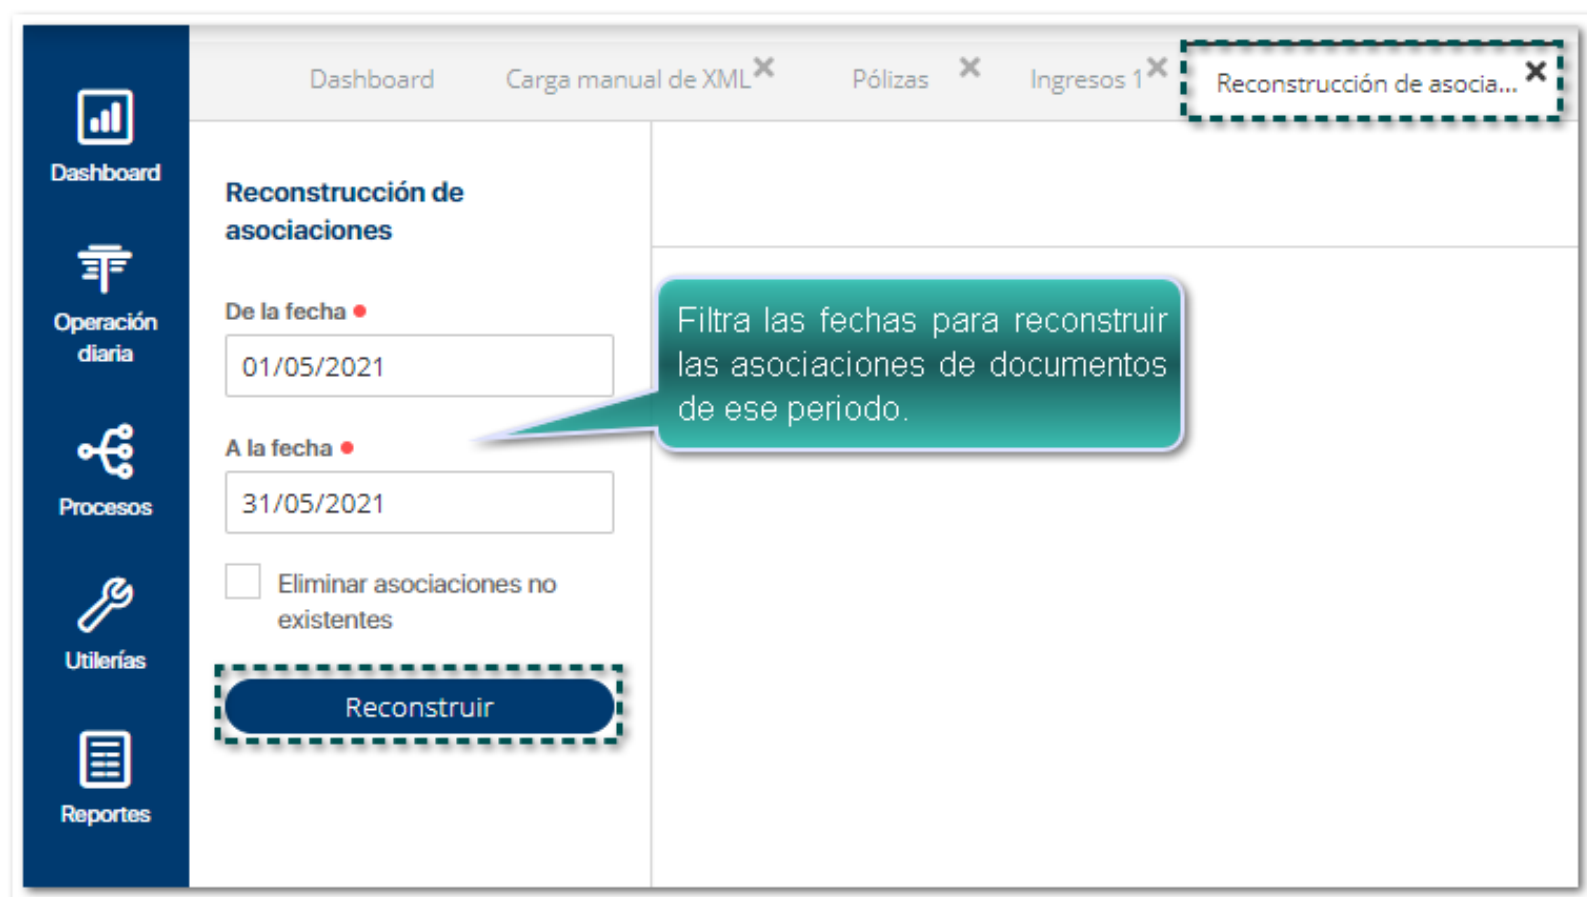 Dashboard
Carga manual de XML
Pólizas
Ingresos 1
Reconstrucción de asocia...
Dashboard
Operación
diaria
Procesos
Utilerías
Reportes
Reconstrucción de
asociaciones
De la fecha
01/05/2021
A la fecha
31/05/2021
Eliminar asociaciones no
existentes
Reconstruir
Filtra las fechas para reconstruir
las asociaciones de documentos
de ese periodo.